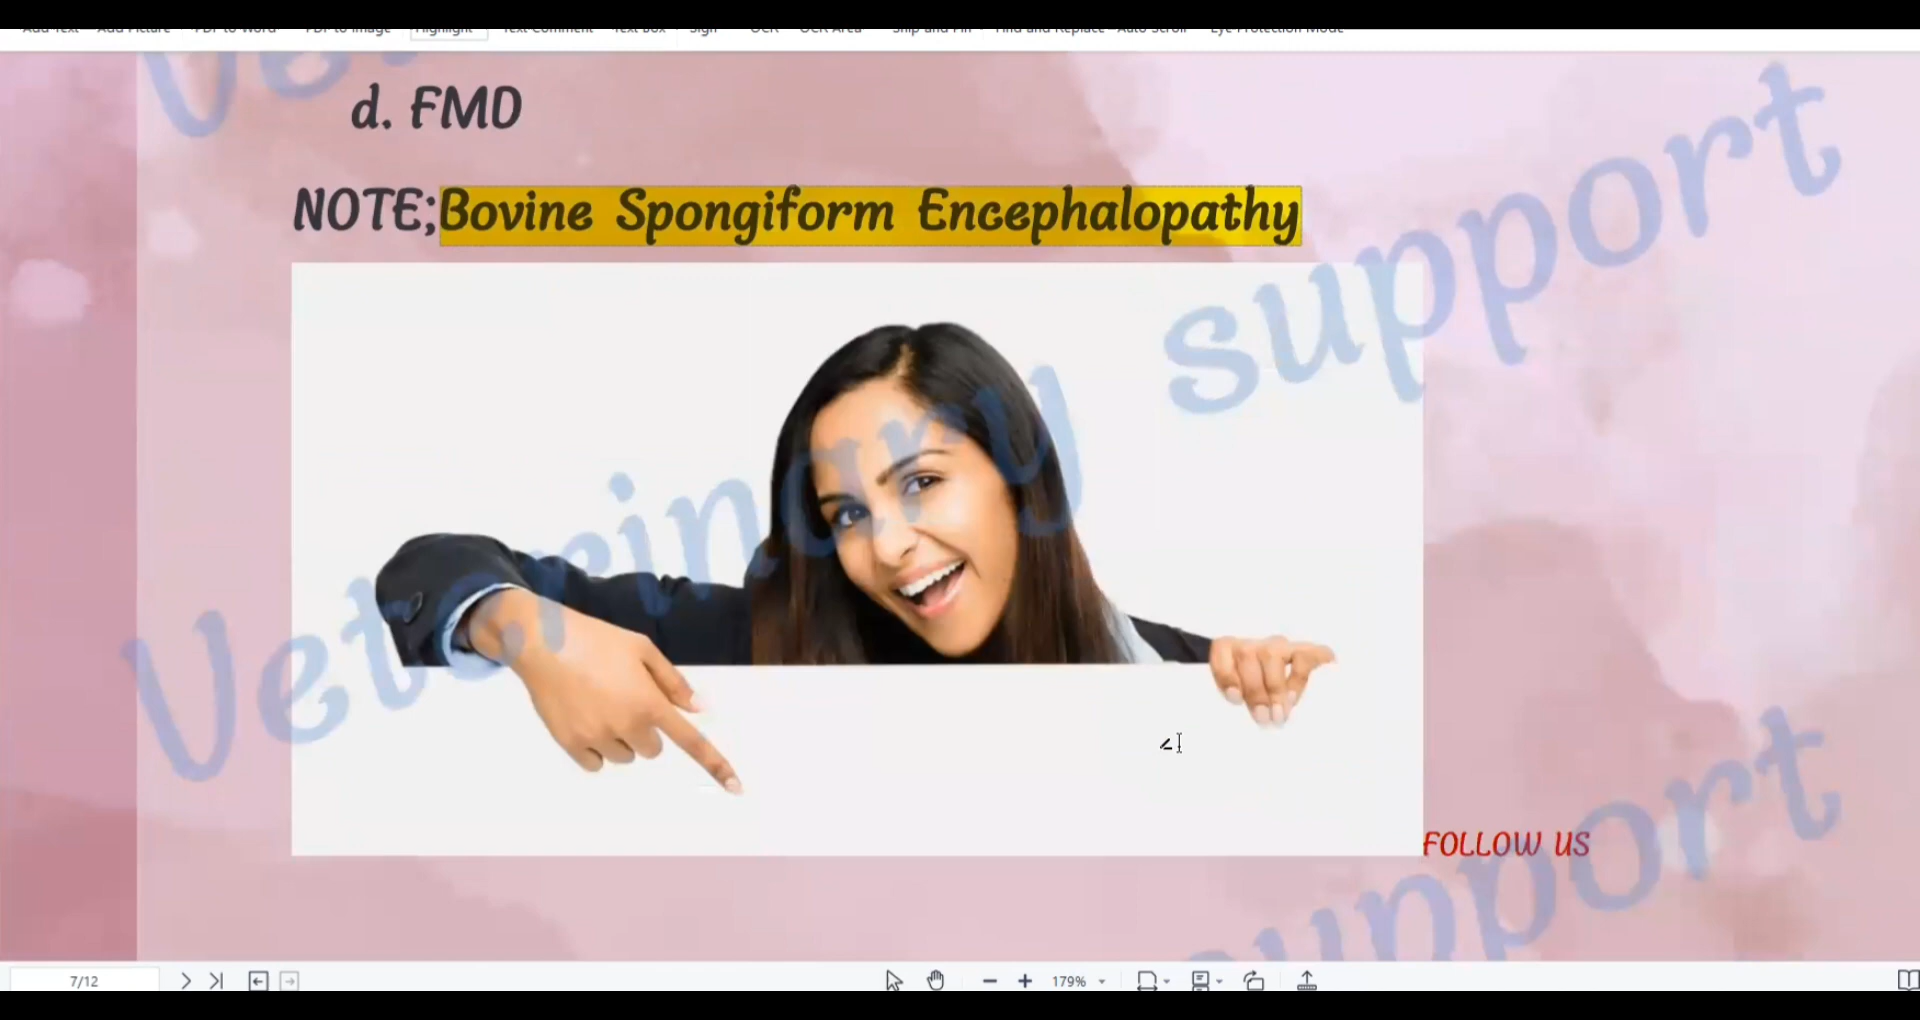 d. FMD
NOTE;Bovine Spongiform Encephalopathy
Veterinary support
FOLLOW US
support
7/12
179%